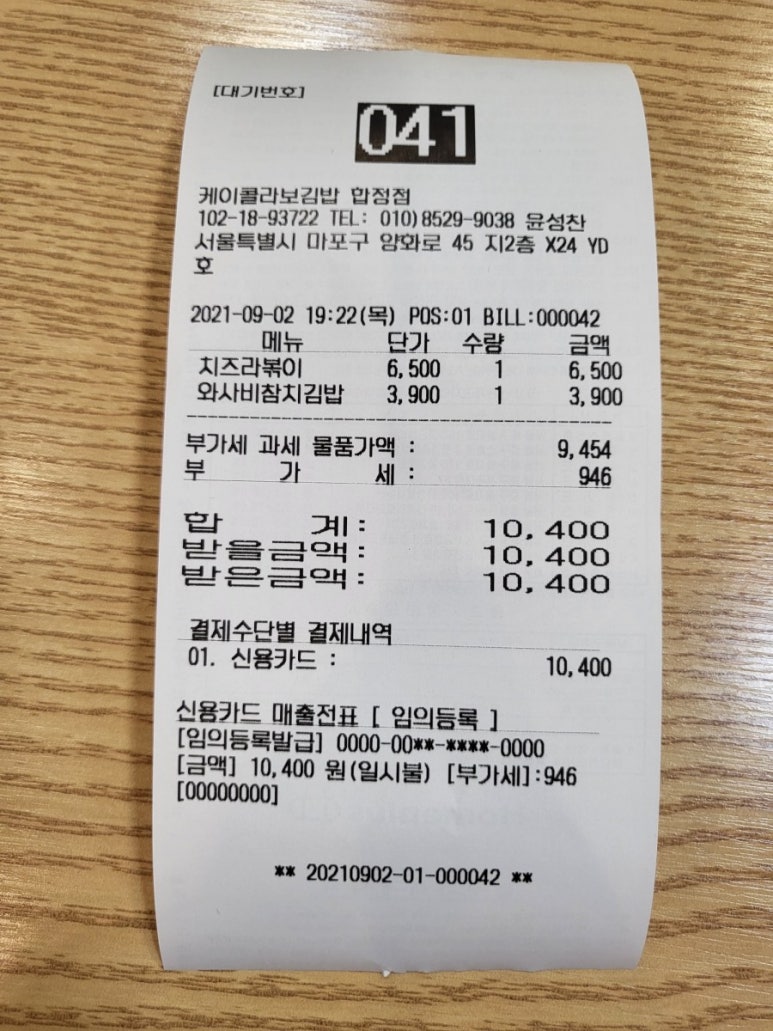 [대기번호]
041
케이콜라보김밥 합정점
102-18-93722 TEL: 010)8529-9038 윤성찬
서울특별시 마포구 양화로 45 지2층 X24 YD
호
2021-09-02 19:22(목) POS:01 BILL:000042
메뉴 단가 수량 금액
치즈라볶이 6,500 1 6,500
와사비참치김밥 3,900 1 3,900
부가세 과세 물품가액 : 9,454
부 가 세 : 946
합 계: 10,400
받을금액: 10,400
받은금액: 10,400
결제수단별 결제내역
01. 신용카드 : 10,400
신용카드 매출전표 [ 임의등록 ]
[임의등록발급] 0000-00**-****-0000
[금액] 10,400 원(일시불) [부가세]:946
[00000000]
** 20210902-01-000042 **